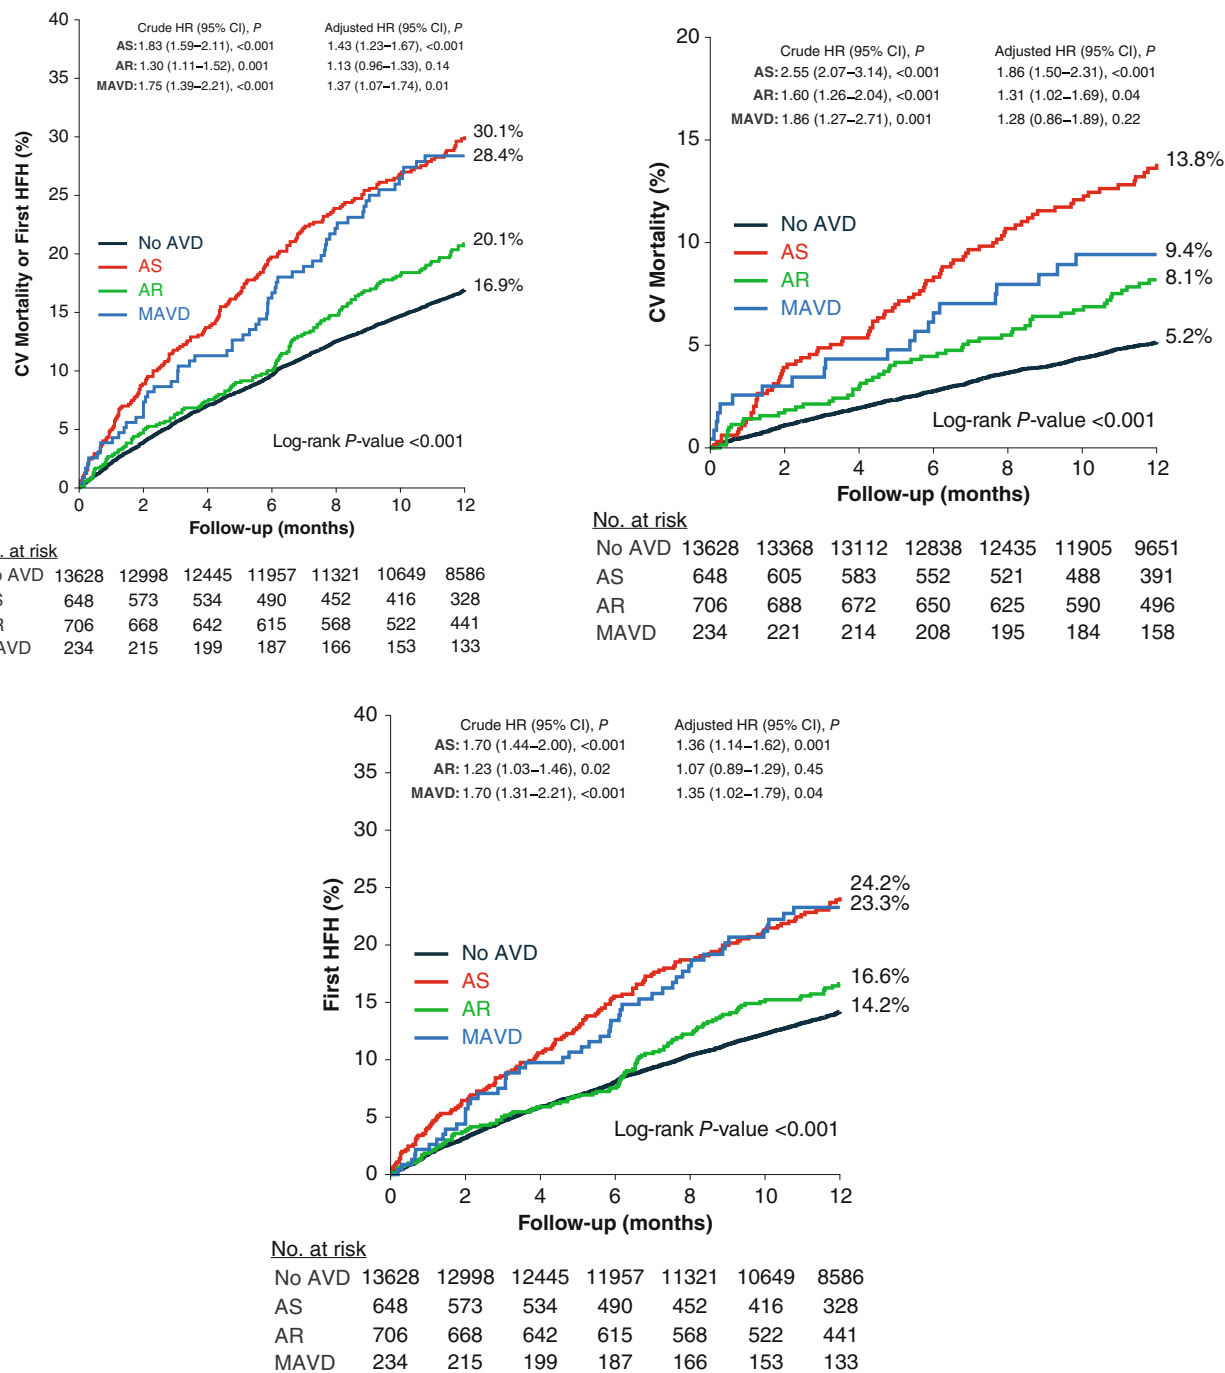 Crude HR (95% CI), P Adjusted HR (95% CI), P
AS: 1.83 (1.59–2.11), <0.001 1.43 (1.23–1.67), <0.001
AR: 1.30 (1.11–1.52), 0.001 1.13 (0.96–1.33), 0.14
MAVD: 1.75 (1.39–2.21), <0.001 1.37 (1.07–1.74), 0.01
CV Mortality or First HFH (%)
40
35
30
25
20
15
10
5
0
30.1%
28.4%
20.1%
16.9%
No AVD
AS
AR
MAVD
Log-rank P-value <0.001
0 2 4 6 8 10 12
Follow-up (months)
. at risk
o AVD 13628 12998 12445 11957 11321 10649 8586
S 648 573 534 490 452 416 328
R 706 668 642 615 568 522 441
AVD 234 215 199 187 166 153 133
Crude HR (95% CI), P Adjusted HR (95% CI), P
AS: 2.55 (2.07–3.14), <0.001 1.86 (1.50–2.31), <0.001
AR: 1.60 (1.26–2.04), <0.001 1.31 (1.02–1.69), 0.04
MAVD: 1.86 (1.27–2.71), 0.001 1.28 (0.86–1.89), 0.22
CV Mortality (%)
20
15
10
5
0
13.8%
9.4%
8.1%
5.2%
No AVD
AS
AR
MAVD
Log-rank P-value <0.001
0 2 4 6 8 10 12
Follow-up (months)
No. at risk
No AVD 13628 13368 13112 12838 12435 11905 9651
AS 648 605 583 552 521 488 391
AR 706 688 672 650 625 590 496
MAVD 234 221 214 208 195 184 158
Crude HR (95% CI), P Adjusted HR (95% CI), P
AS: 1.70 (1.44–2.00), <0.001 1.36 (1.14–1.62), 0.001
AR: 1.23 (1.03–1.46), 0.02 1.07 (0.89–1.29), 0.45
MAVD: 1.70 (1.31–2.21), <0.001 1.35 (1.02–1.79), 0.04
First HFH (%)
40
35
30
25
20
15
10
5
0
24.2%
23.3%
16.6%
14.2%
No AVD
AS
AR
MAVD
Log-rank P-value <0.001
0 2 4 6 8 10 12
Follow-up (months)
No. at risk
No AVD 13628 12998 12445 11957 11321 10649 8586
AS 648 573 534 490 452 416 328
AR 706 668 642 615 568 522 441
MAVD 234 215 199 187 166 153 133